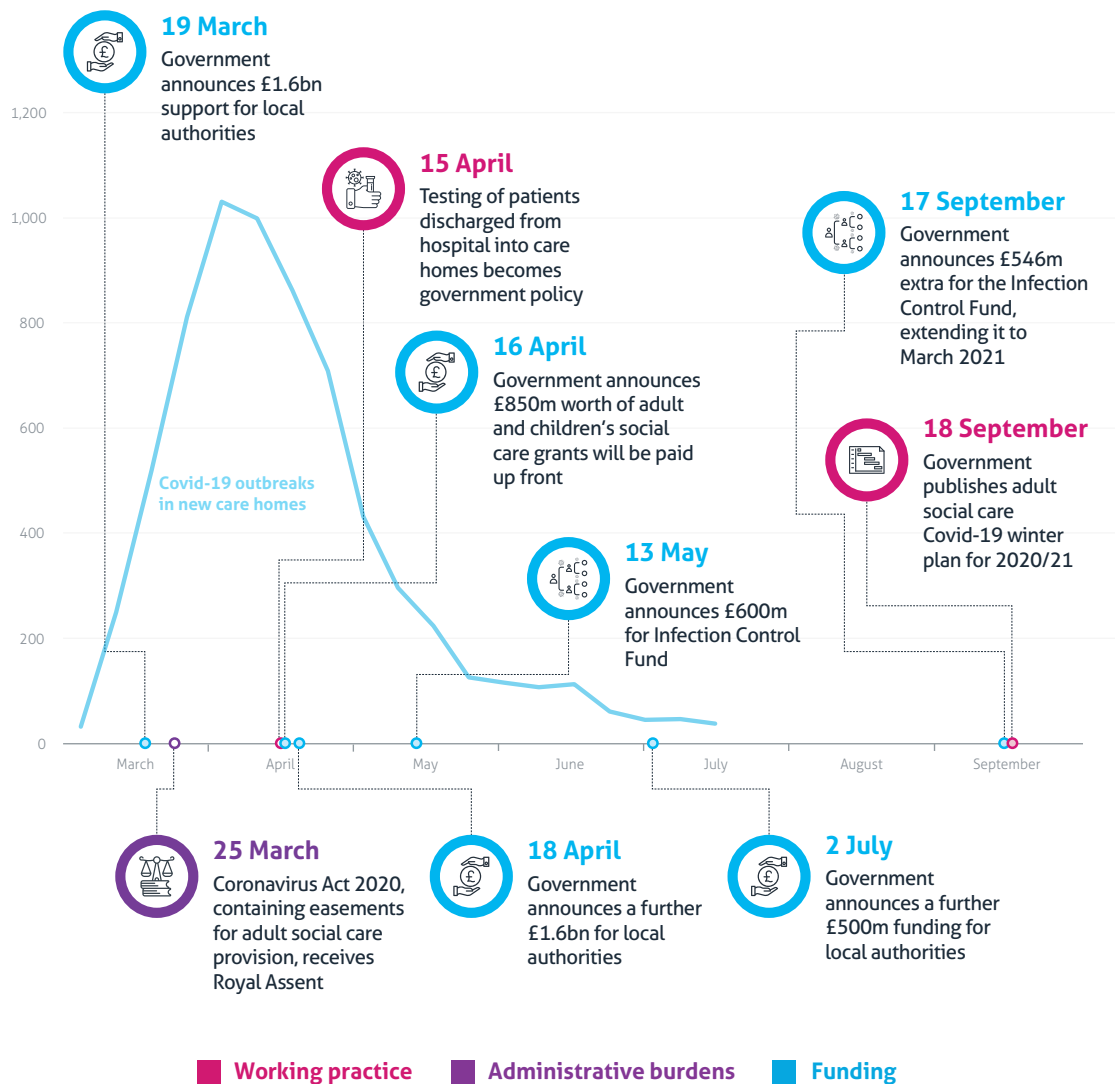 19 March
Government
announces £1.6bn
support for local
authorities
1,200
1,000
800
600
400
200
0
15 April
Testing of patients
discharged from
hospital into care
homes becomes
government policy
17 September
Government
announces £546m
extra for the Infection
Control Fund,
extending it to
March 2021
16 April
Government announces
£850m worth of adult
and children's social
care grants will be paid
up front
18 September
Government
publishes adult
social care
Covid-19 winter
plan for 2020/21
Covid-19 outbreaks
in new care homes
13 May
Government
announces £600m
for Infection Control
Fund
March
April
May
June
July
August
September
25 March
Coronavirus Act 2020,
containing easements
for adult social care
provision, receives
Royal Assent
18 April
Government
announces a further
£1.6bn for local
authorities
2 July
Government
announces a further
£500m funding for
local authorities
Working practice
Administrative burdens
Funding